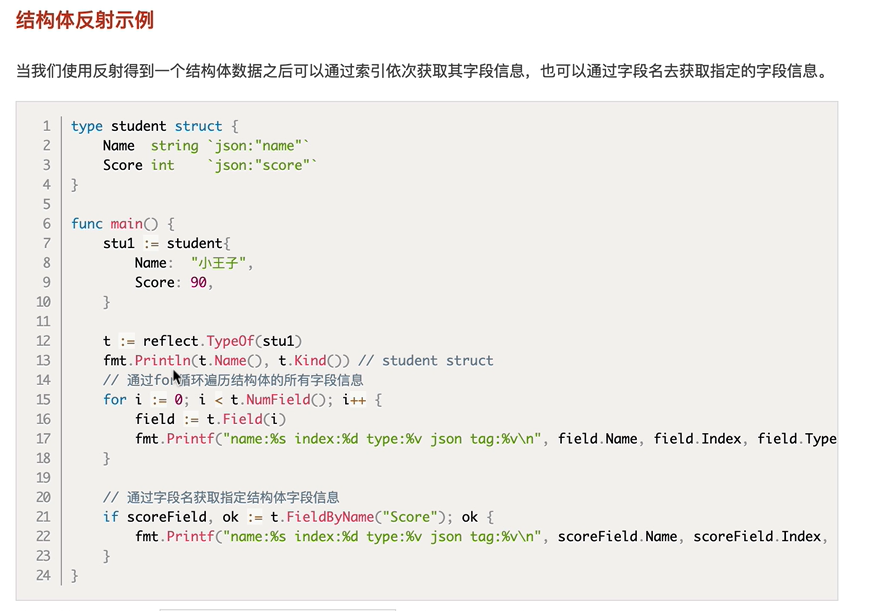 结构体反射示例
当我们使用反射得到一个结构体数据之后可以通过索引依次获取其字段信息，也可以通过字段名去获取指定的字段信息。
1 type student struct {
2 Name string `json:"name"`
3 Score int `json:"score"`
4 }
5
6 func main() {
7 stu1 := student{
8 Name: "小王子",
9 Score: 90,
10 }
11
12 t := reflect.TypeOf(stu1)
13 fmt.Println(t.Name(), t.Kind()) // student struct
14 // 通过for循环遍历结构体的所有字段信息
15 for i := 0; i < t.NumField(); i++ {
16 field := t.Field(i)
17 fmt.Printf("name:%s index:%d type:%v json tag:%v\n", field.Name, field.Index, field.Type
18 }
19
20 // 通过字段名获取指定结构体字段信息
21 if scoreField, ok := t.FieldByName("Score"); ok {
22 fmt.Printf("name:%s index:%d type:%v json tag:%v\n", scoreField.Name, scoreField.Index,
23 }
24 }